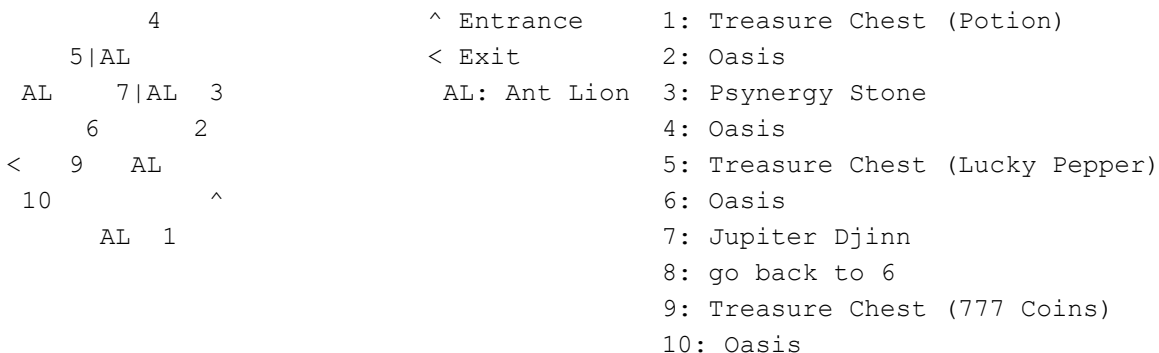 4                 ^ Entrance    1: Treasure Chest (Potion)
    5|AL                   < Exit        2: Oasis
 AL    7|AL  3              AL: Ant Lion 3: Psynergy Stone
     6      2                            4: Oasis
<   9   AL                               5: Treasure Chest (Lucky Pepper)
 10          ^                           6: Oasis
      AL  1                              7: Jupiter Djinn
                                         8: go back to 6
                                         9: Treasure Chest (777 Coins)
                                         10: Oasis